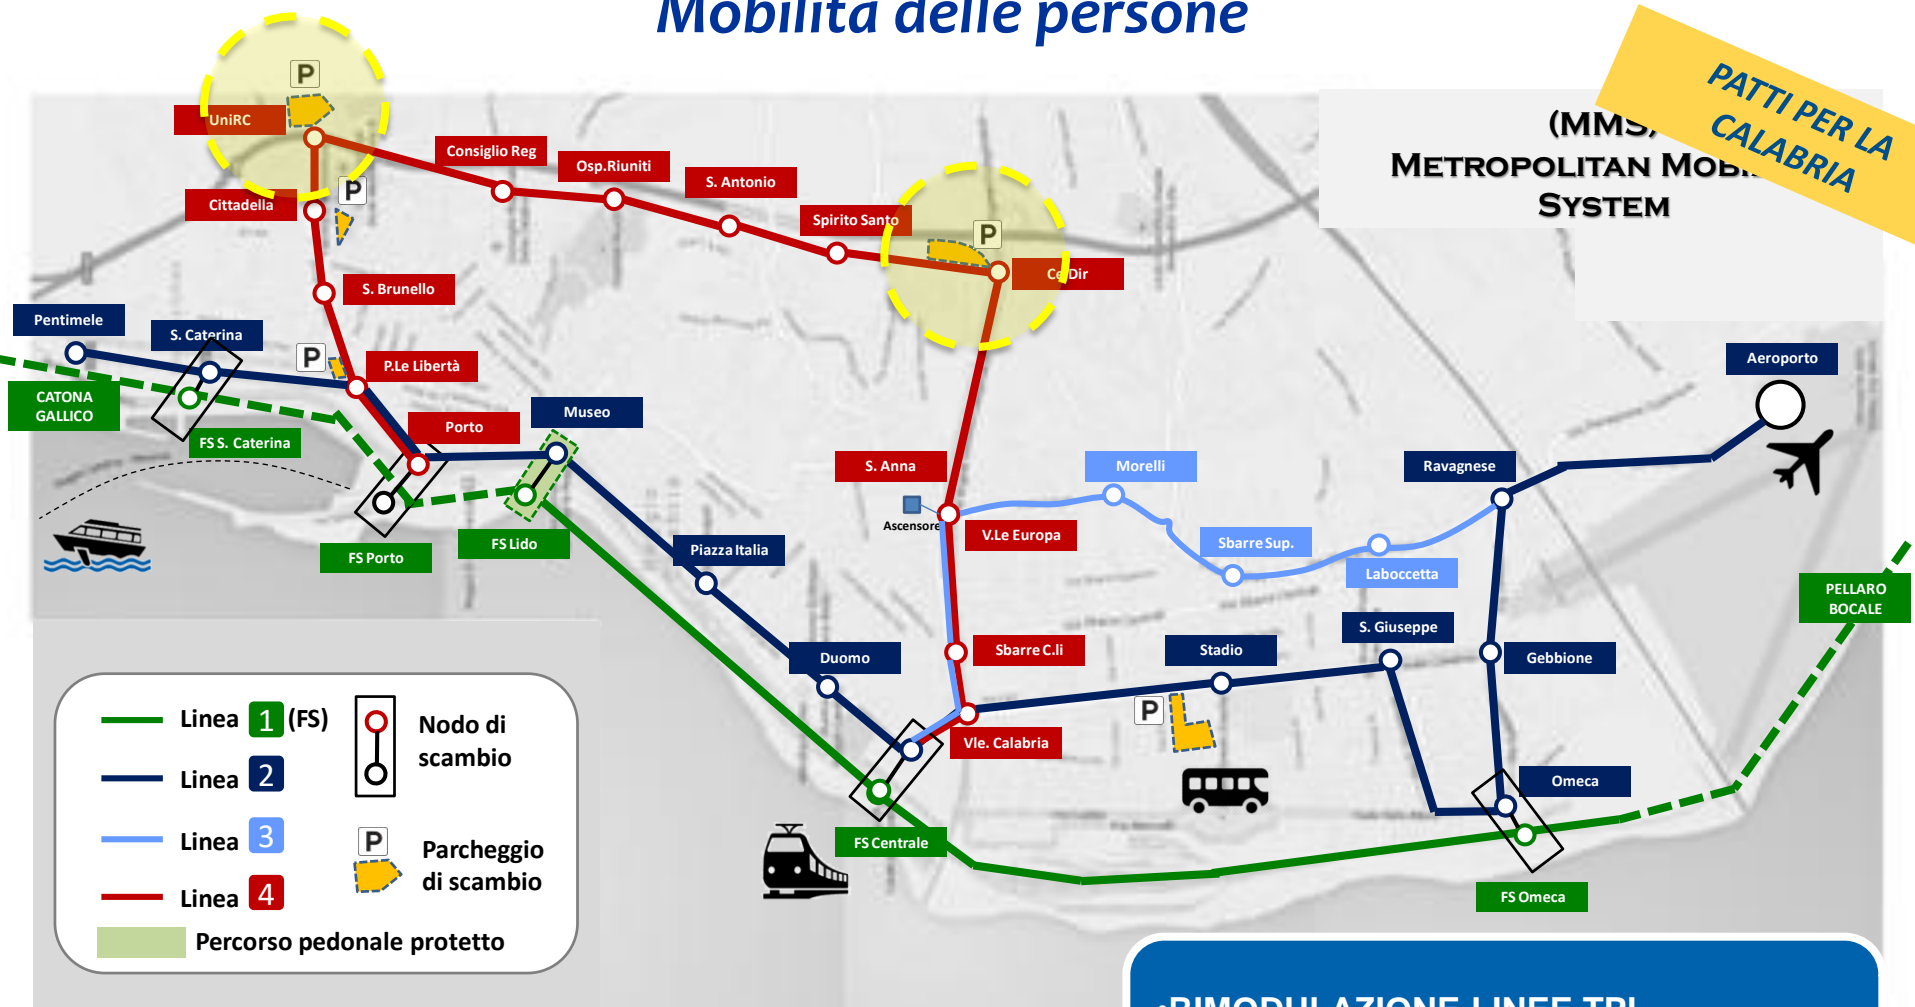 Mobilità delle persone
PATTI PER LA
CALABRIA
(MMS)
METROPOLITAN
SYSTEM
P
UniRC
Cittadella
P
Consiglio Reg
Osp.Riuniti
S. Antonio
Spirito Santo
P
CeDir
S. Brunello
Pentimele
S. Caterina
P
P.Le Libertà
CATONA
GALLICO
FS S. Caterina
Porto
Museo
FS Porto
FS Lido
Piazza Italia
Duomo
S. Anna
Ascensore
V.Le Europa
Morelli
Sbarre Sup.
Laboccetta
Ravagnese
Aeroporto
PELLARO
BOCALE
Sbarre C.li
Stadio
S. Giuseppe
Gebbione
P
Vle. Calabria
Omeca
FS Centrale
FS Omeca
Linea 1 (FS)
Linea 2
Linea 3
Linea 4
Nodo di
scambio
P
Parcheggio
di scambio
Percorso pedonale protetto
•RIMODULAZIONE LINEE TPL